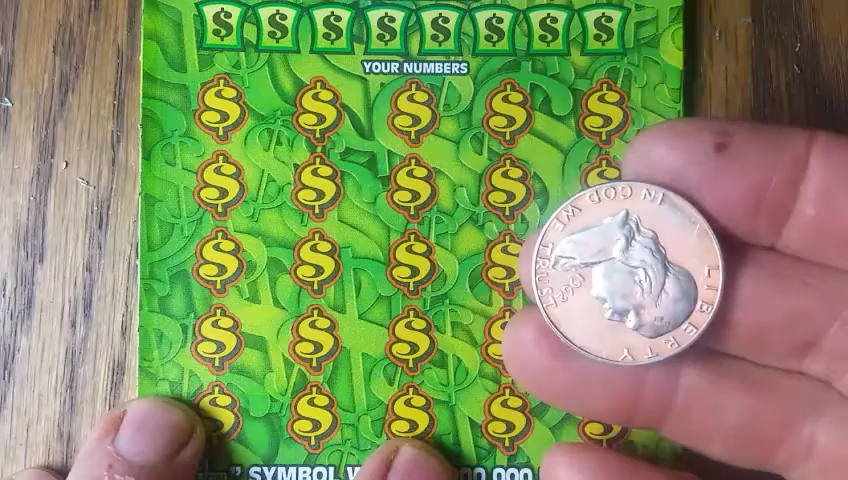 $ $ $ $ $ $ $ $
YOUR NUMBERS
$ $ $ $ $
$ $ $ $ $
$ $ $ $ $
$ $ $ $
$ $ $ $ $
" SYMBOL
IN GOD WE TRUST
LIBERTY